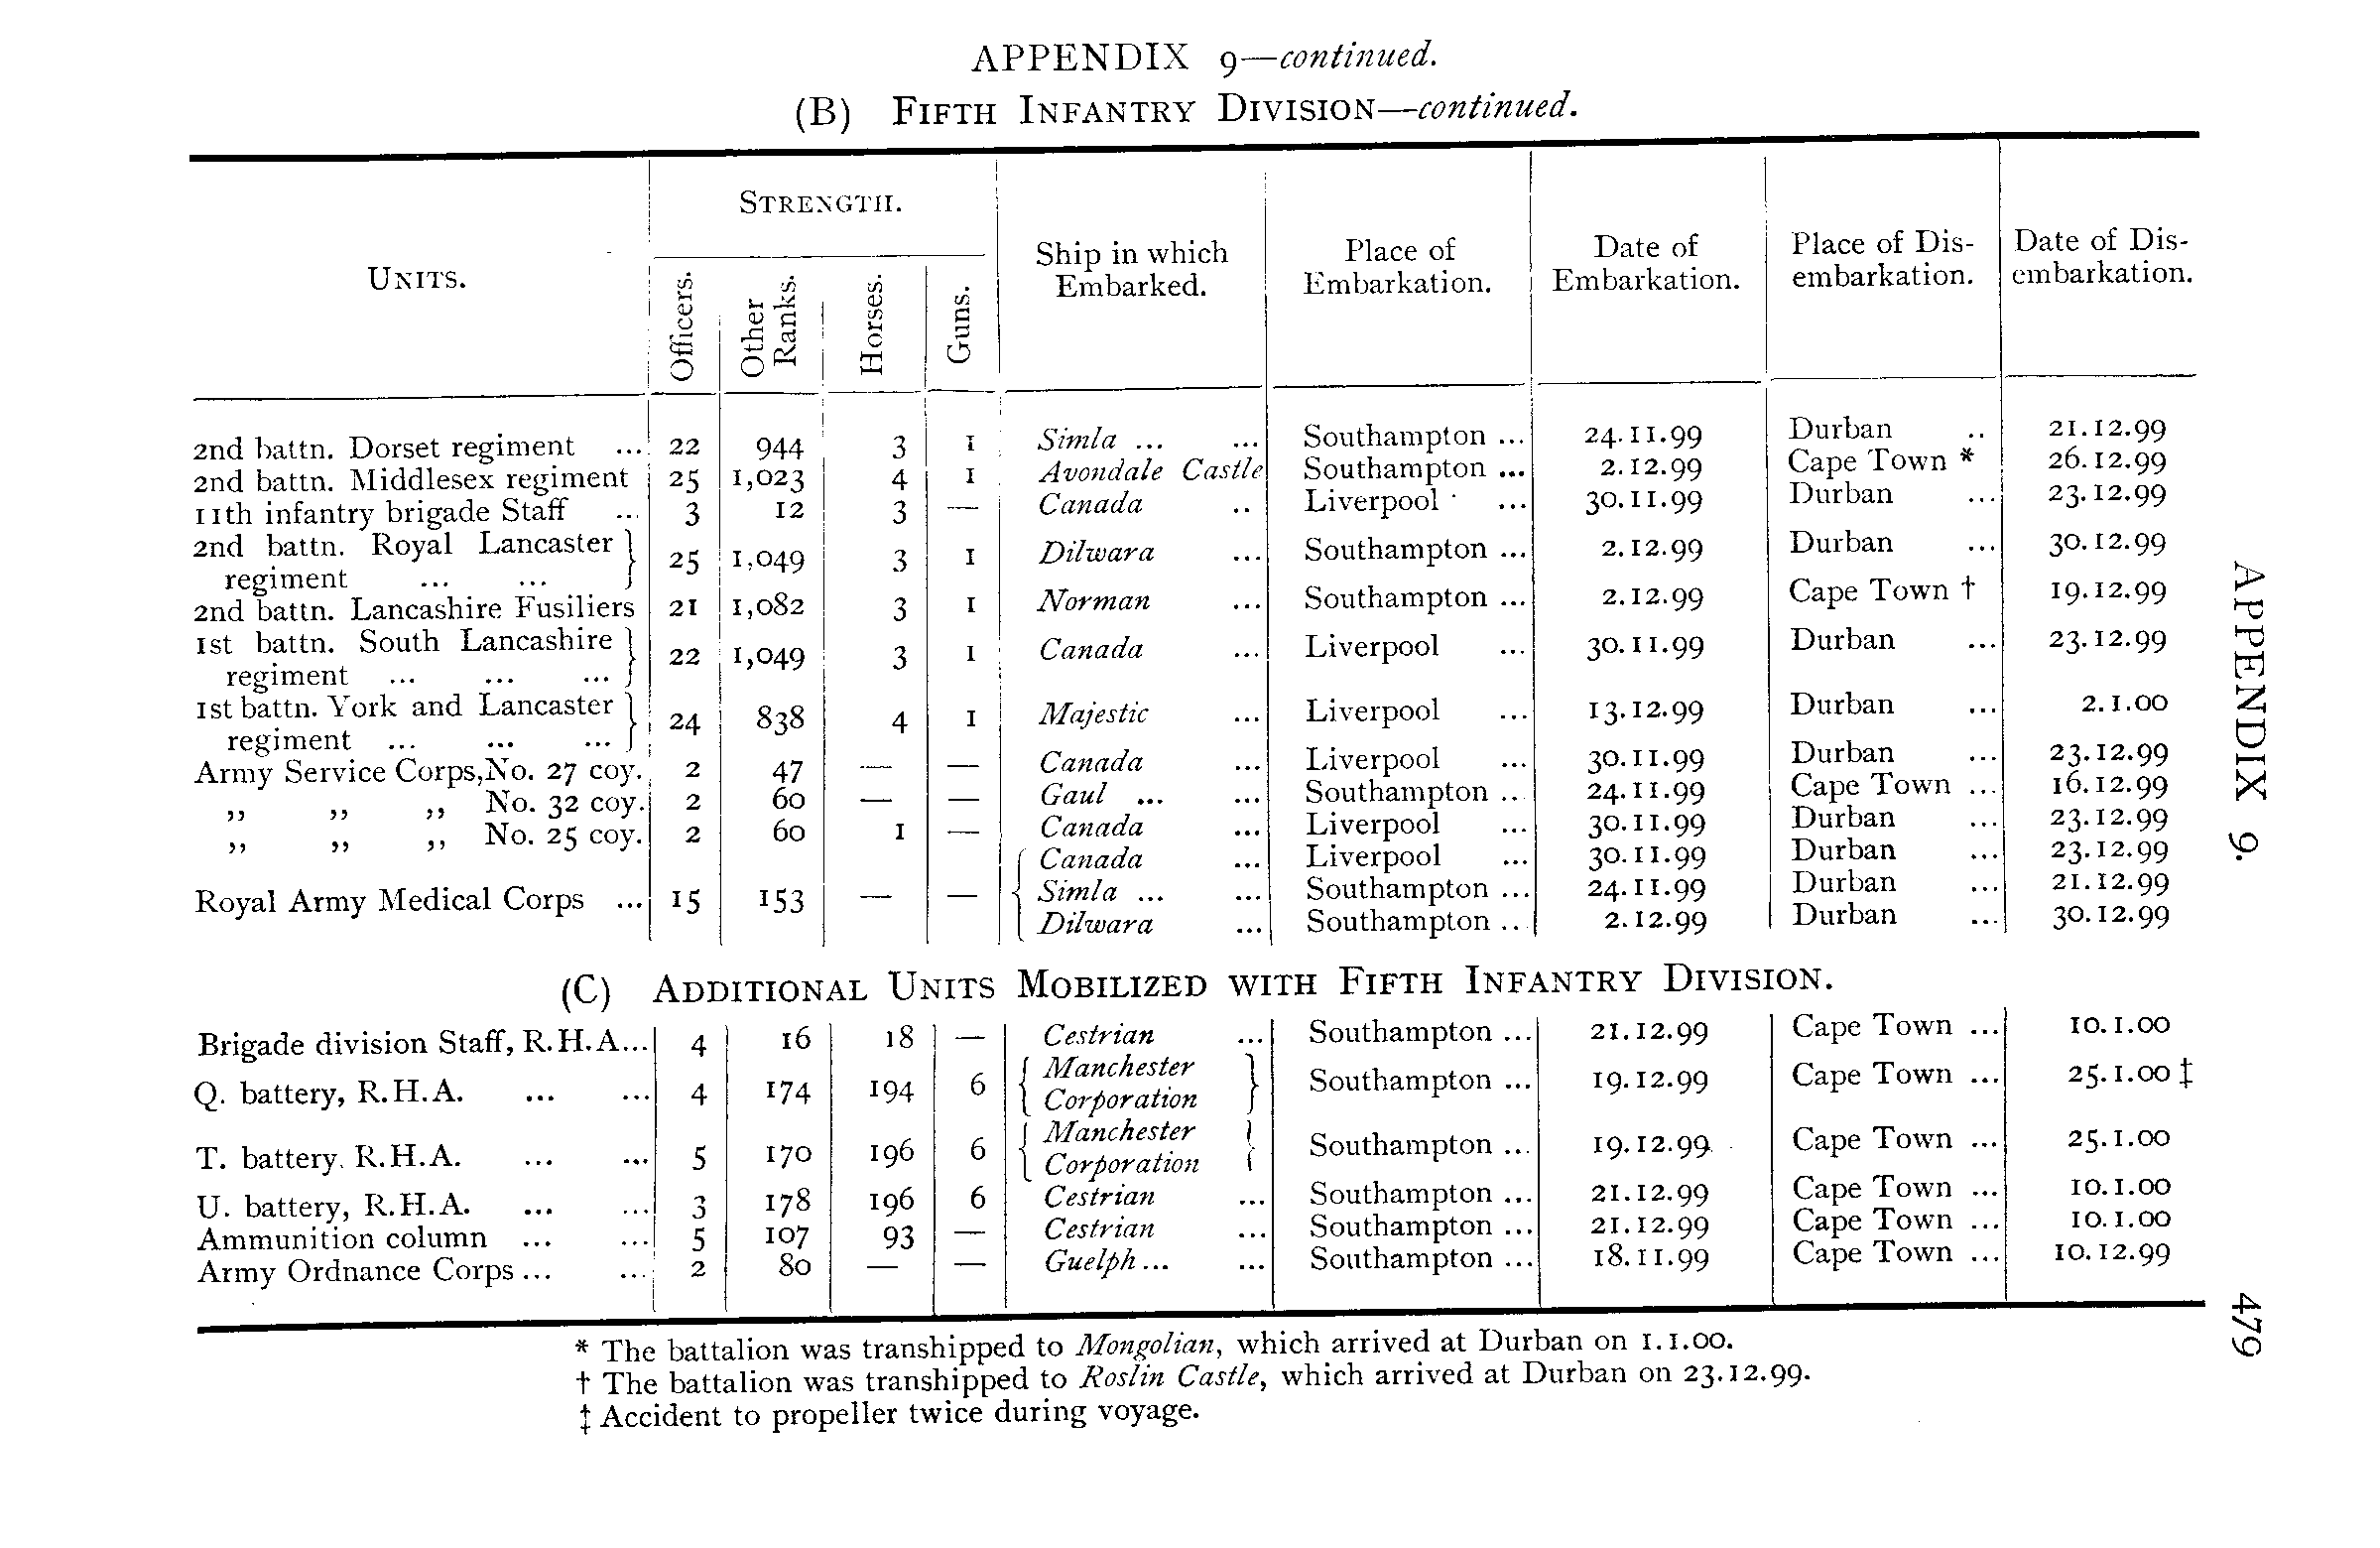 APPENDIX 9—continued.
(B) FIFTH INFANTRY DIVISION—continued.
UNITS. STRENGTH. Ship in which Embarked. Place of Embarkation. Date of Embarkation. Place of Dis-embarkation. Date of Dis-embarkation.
Officers. Other Ranks. Horses. Guns.
2nd battn. Dorset regiment ... 22 944 3 1 Simla ... ... Southampton ... 24.11.99 Durban .. 21.12.99
2nd battn. Middlesex regiment 25 1,023 4 1 Avondale Castle Southampton ... 2.12.99 Cape Town * 26.12.99
11th infantry brigade Staff ... 3 12 3 — Canada .. Liverpool ... 30.11.99 Durban ... 23.12.99
2nd battn. Royal Lancaster
regiment ... ... } 25 1,049 3 1 Dilwara ... Southampton ... 2.12.99 Durban ... 30.12.99
2nd battn. Lancashire Fusiliers 21 1,082 3 1 Norman ... Southampton ... 2.12.99 Cape Town † 19.12.99
1st battn. South Lancashire
regiment ... ... ... } 22 1,049 3 1 Canada ... Liverpool ... 30.11.99 Durban ... 23.12.99
1st battn. York and Lancaster
regiment ... ... ... } 24 838 4 1 Majestic ... Liverpool ... 13.12.99 Durban ... 2.1.00
Army Service Corps, No. 27 coy. 2 47 — — Canada ... Liverpool ... 30.11.99 Durban ... 23.12.99
,, ,, ,, No. 32 coy. 2 60 — — Gaul ... ... Southampton .. 24.11.99 Cape Town ... 16.12.99
,, ,, ,, No. 25 coy. 2 60 1 — Canada ... Liverpool ... 30.11.99 Durban ... 23.12.99
{ Canada ... Liverpool ... 30.11.99 Durban ... 23.12.99
Royal Army Medical Corps ... 15 153 — — Simla ... ... Southampton ... 24.11.99 Durban ... 21.12.99
Dilwara ... Southampton .. 2.12.99 Durban ... 30.12.99
(C) ADDITIONAL UNITS MOBILIZED WITH FIFTH INFANTRY DIVISION.
Brigade division Staff, R.H.A... 4 16 18 — Cestrian ... Southampton ... 21.12.99 Cape Town ... 10.1.00
Q. battery, R.H.A. ... ... 4 174 194 6 { Manchester Corporation } Southampton ... 19.12.99 Cape Town ... 25.1.00 ‡
T. battery, R.H.A. ... ... 5 170 196 6 { Manchester Corporation } Southampton ... 19.12.99 Cape Town ... 25.1.00
U. battery, R.H.A. ... ... 3 178 196 6 Cestrian ... Southampton ... 21.12.99 Cape Town ... 10.1.00
Ammunition column ... ... 5 107 93 — Cestrian ... Southampton ... 21.12.99 Cape Town ... 10.1.00
Army Ordnance Corps ... ... 2 80 — — Guelph ... ... Southampton ... 18.11.99 Cape Town ... 10.12.99
* The battalion was transhipped to Mongolian, which arrived at Durban on 1.1.00.
† The battalion was transhipped to Roslin Castle, which arrived at Durban on 23.12.99.
‡ Accident to propeller twice during voyage.
APPENDIX 9.
479